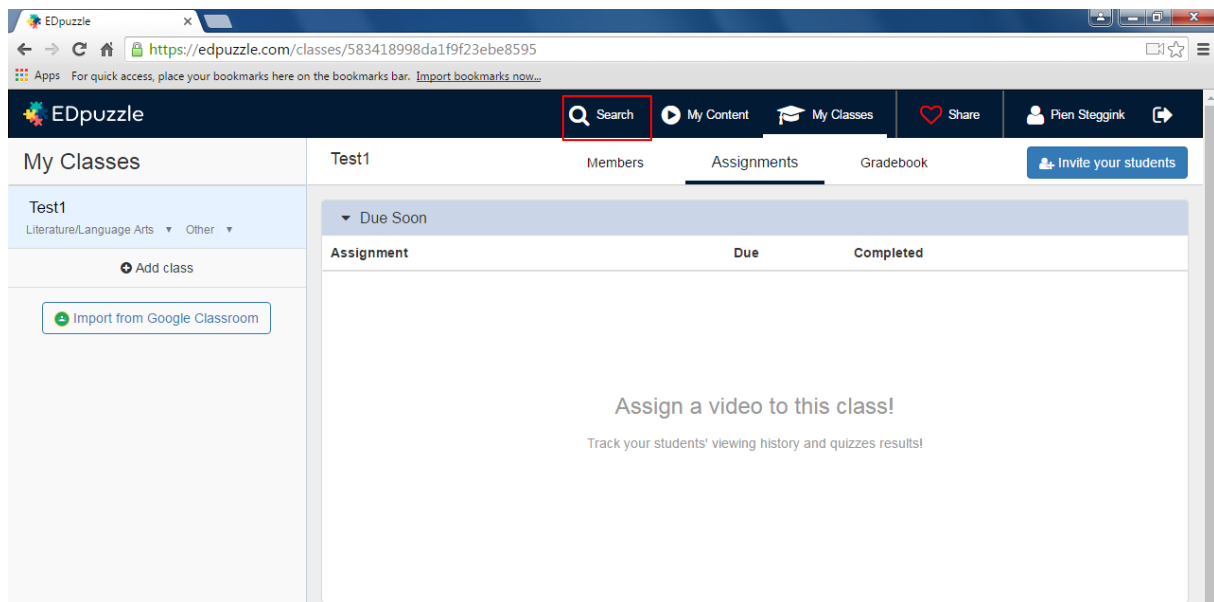 EDpuzzle
https://edpuzzle.com/classes/583418998da1f9f23ebe8595
Apps For quick access, place your bookmarks here on the bookmarks bar. Import bookmarks now...
EDpuzzle Search My Content My Classes Share Pien Steggink
My Classes Test1 Members Assignments Gradebook Invite your students
Test1
Literature/Language Arts Other
Add class
Import from Google Classroom
Due Soon
Assignment Due Completed
Assign a video to this class!
Track your students' viewing history and quizzes results!